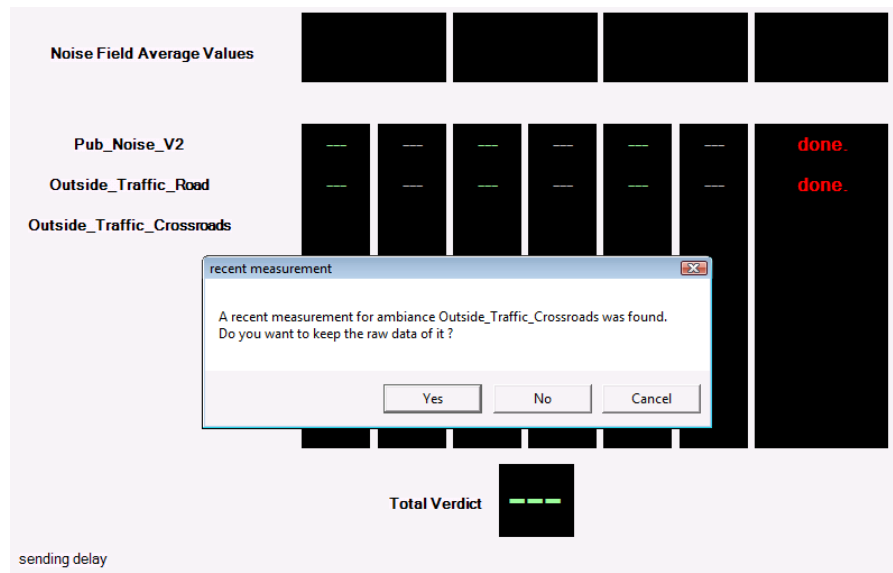 Noise Field Average Values
Pub_Noise_V2 --- --- --- --- --- --- done.
Outside_Traffic_Road --- --- --- --- --- --- done.
Outside_Traffic_Crossroads
recent measurement
A recent measurement for ambiance Outside_Traffic_Crossroads was found.
Do you want to keep the raw data of it ?
Yes No Cancel
Total Verdict ---
sending delay